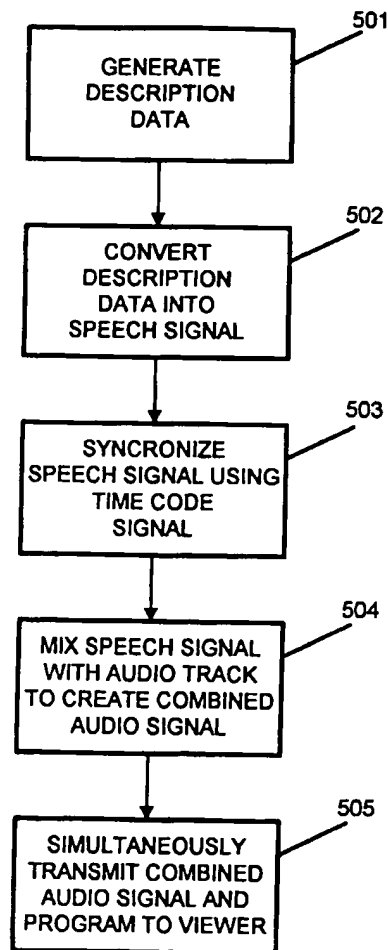 501
GENERATE
DESCRIPTION
DATA
502
CONVERT
DESCRIPTION
DATA INTO
SPEECH SIGNAL
503
SYNCRONIZE
SPEECH SIGNAL USING
TIME CODE
SIGNAL
504
MIX SPEECH SIGNAL
WITH AUDIO TRACK
TO CREATE COMBINED
AUDIO SIGNAL
505
SIMULTANEOUSLY
TRANSMIT COMBINED
AUDIO SIGNAL AND
PROGRAM TO VIEWER